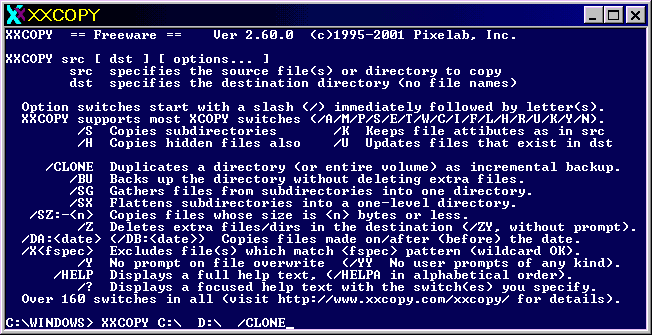 XXCOPY
XXCOPY == Freeware == Ver 2.60.0 (c)1995-2001 Pixelab, Inc.
XXCOPY src [ dst ] [ options... ]
src specifies the source file(s) or directory to copy
dst specifies the destination directory (no file names)
Option switches start with a slash (/) immediately followed by letter(s).
XXCOPY supports most XCOPY switches (/A/M/P/S/E/T/W/C/I/F/L/H/R/U/K/Y/N).
/S Copies subdirectories /K Keeps file attibutes as in src
/H Copies hidden files also /U Updates files that exist in dst
/CLONE Duplicates a directory (or entire volume) as incremental backup.
/BU Backs up the directory without deleting extra files.
/SG Gathers files from subdirectories into one directory.
/SX Flattens subdirectories into a one-level directory.
/SZ:-<n> Copies files whose size is <n> bytes or less.
/Z Deletes extra files/dirs in the destination (/ZY, without prompt).
/DA:<date> (/DB:<date>) Copies files made on/after (before) the date.
/X<fspec> Excludes file(s) which match <fspec> pattern (wildcard OK).
/Y No prompt on file overwrite (/YY No user prompts of any kind).
/HELP Displays a full help text, (/HELPA in alphabetical order).
/? Displays a focused help text with the switch(es) you specify.
Over 160 switches in all (visit http://www.xxcopy.com/xxcopy/ for details).
C:\WINDOWS> XXCOPY C:\ D:\ /CLONE_